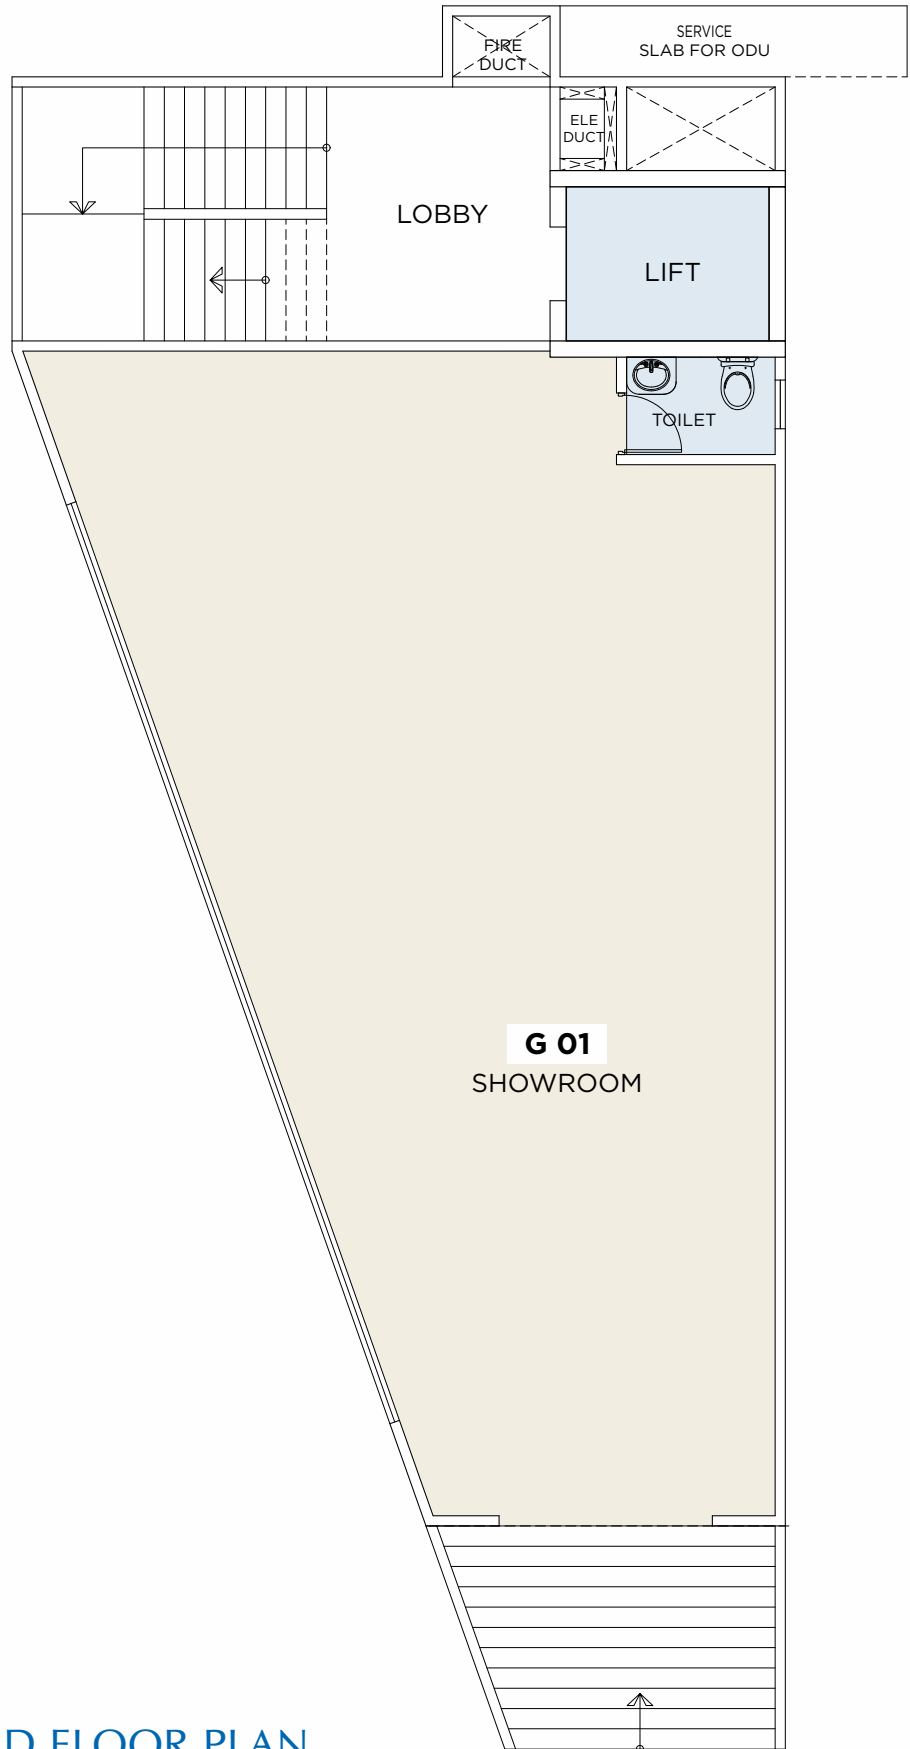 SERVICE
SLAB FOR ODU
FIRE
DUCT
ELE
DUCT
LOBBY
LIFT
TOILET
G 01
SHOWROOM
D FLOOR PLAN